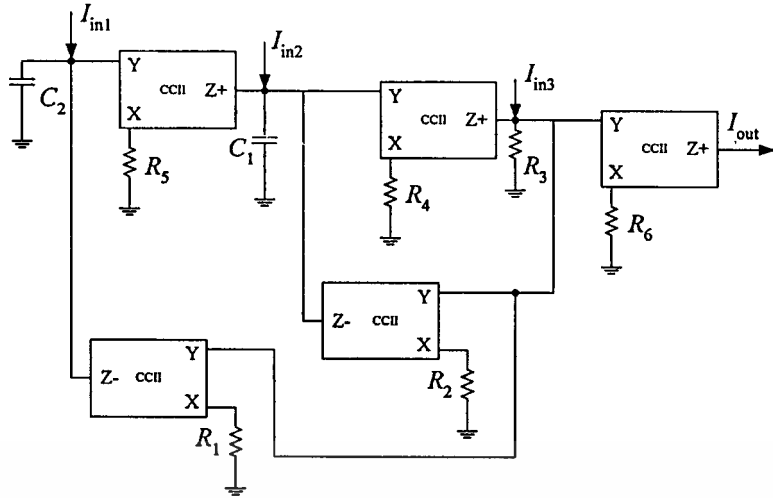 I_in1
C_2
Y
CCII
Z+
X
R_5
I_in2
C_1
Y
CCII
Z+
X
R_4
I_in3
R_3
Y
CCII
Z+
X
I_out
R_6
Z-
CCII
Y
X
R_2
Z-
CCII
Y
X
R_1